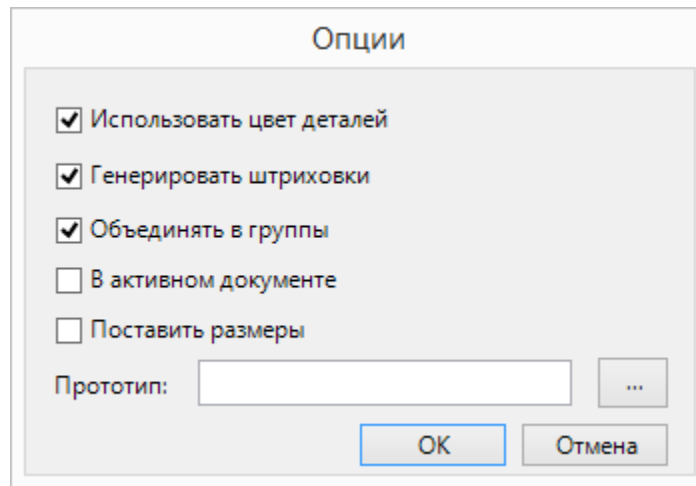 Опции
Использовать цвет деталей
Генерировать штриховки
Объединять в группы
В активном документе
Поставить размеры
Прототип:
...
OK
Отмена